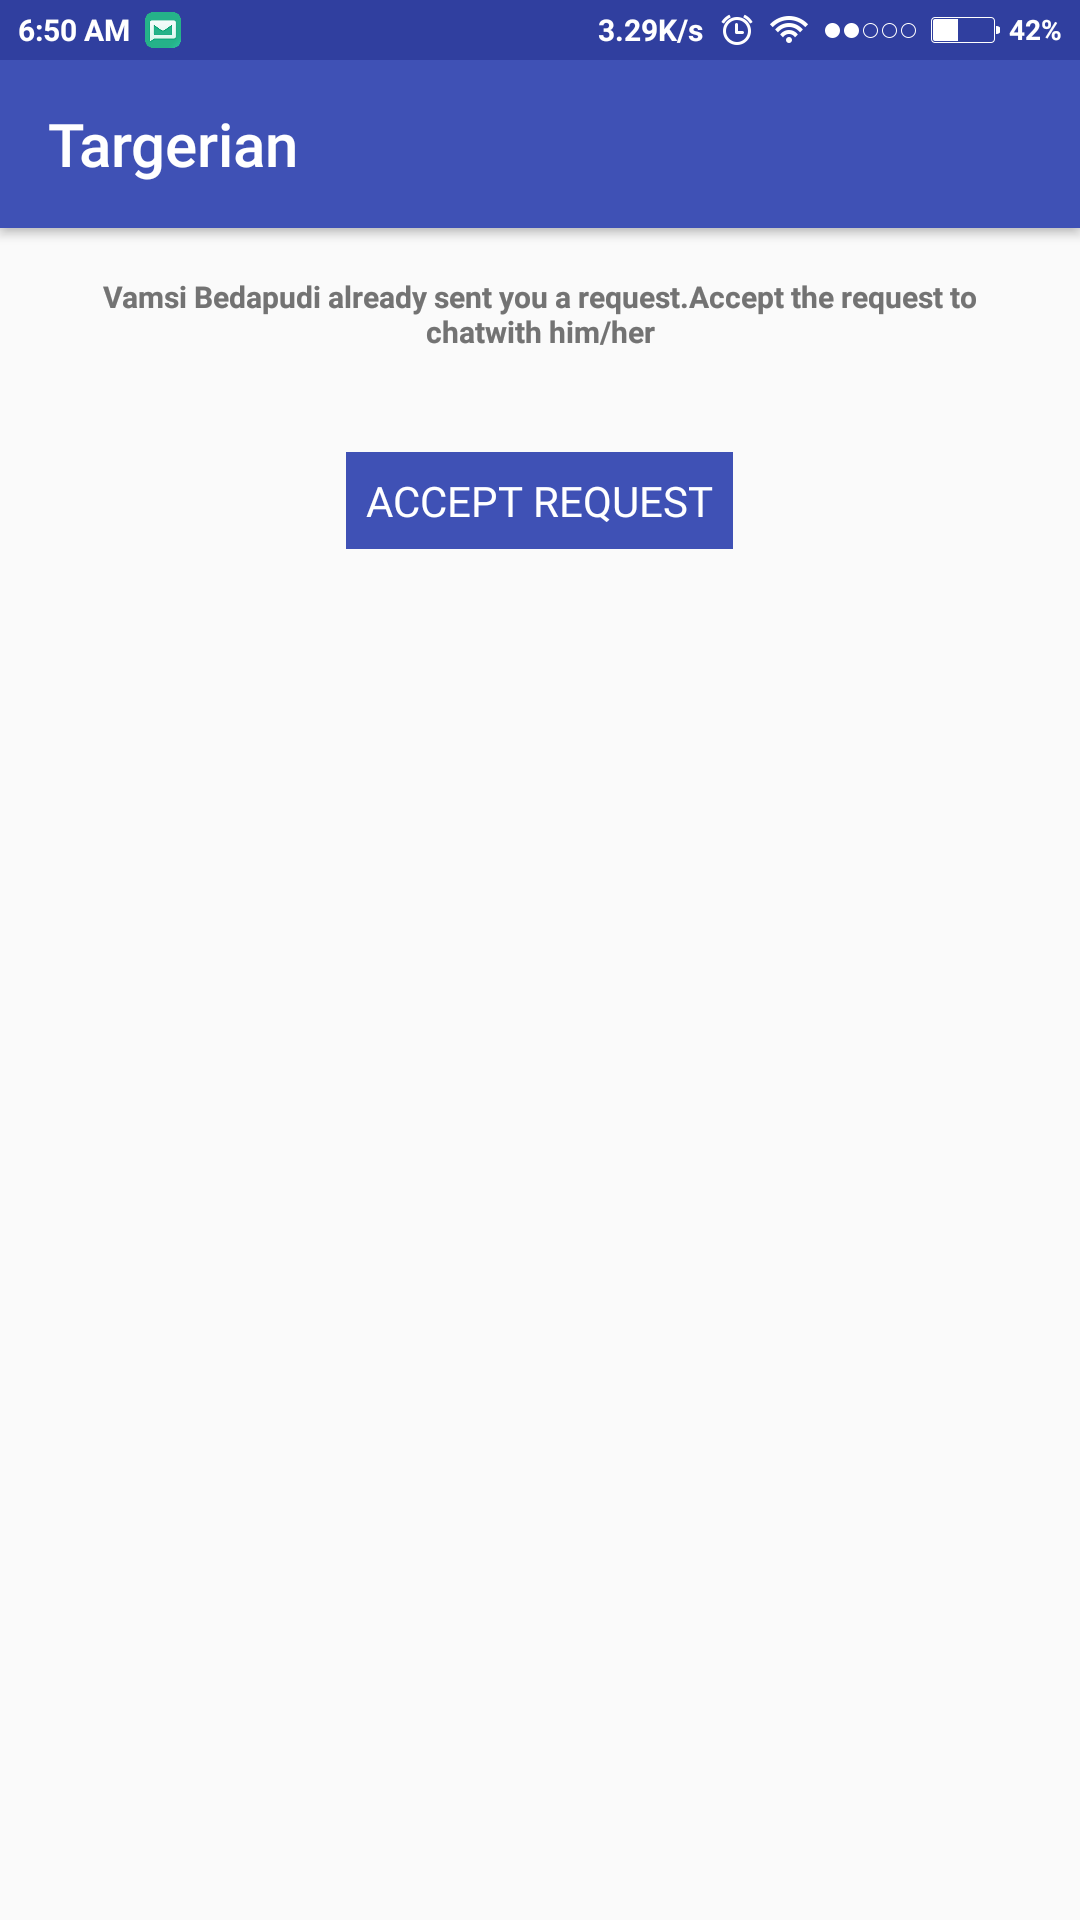 6:50 AM 3.29K/s 42%
Targerian
Vamsi Bedapudi already sent you a request.Accept the request to
chatwith him/her
ACCEPT REQUEST